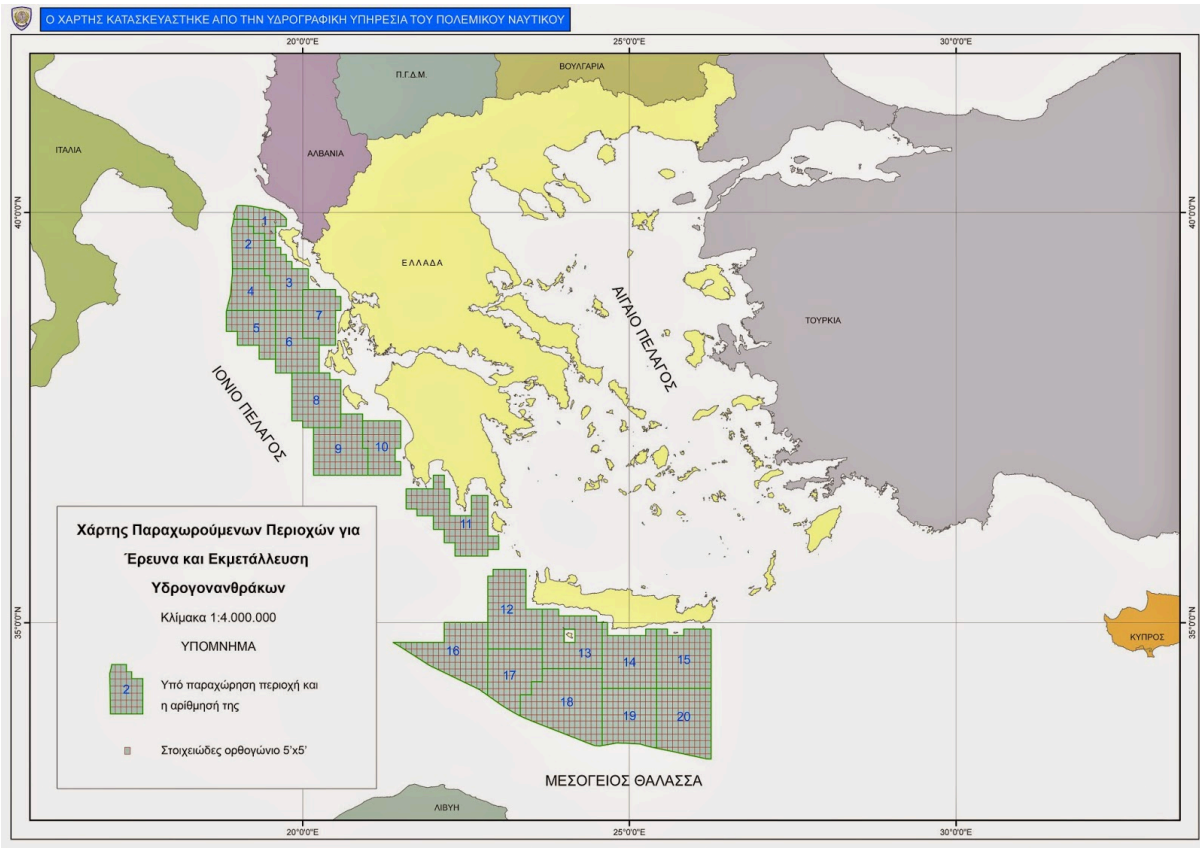 Ο ΧΑΡΤΗΣ ΚΑΤΑΣΚΕΥΑΣΤΗΚΕ ΑΠΟ ΤΗΝ ΥΔΡΟΓΡΑΦΙΚΗ ΥΠΗΡΕΣΙΑ ΤΟΥ ΠΟΛΕΜΙΚΟΥ ΝΑΥΤΙΚΟΥ
20°0'0"E 25°0'0"E 30°0'0"E
ΒΟΥΛΓΑΡΙΑ
Π.Γ.Δ.Μ.
ΙΤΑΛΙΑ
ΑΛΒΑΝΙΑ
40°0'0"N 40°0'0"N
1
2
ΕΛΛΑΔΑ
3
4
7
5
6
ΑΙΓΑΙΟ ΠΕΛΑΓΟΣ
ΤΟΥΡΚΙΑ
ΙΟΝΙΟ ΠΕΛΑΓΟΣ
8
9
10
11
Χάρτης Παραχωρούμενων Περιοχών για
Έρευνα και Εκμετάλλευση
Υδρογονανθράκων
Κλίμακα 1:4.000.000
ΥΠΟΜΝΗΜΑ
2
Υπό παραχώρηση περιοχή και
η αρίθμησή της
Στοιχειώδες ορθογώνιο 5'x5'
12
35°0'0"N 35°0'0"N
ΚΥΠΡΟΣ
16
13
14
15
17
18
19
20
ΜΕΣΟΓΕΙΟΣ ΘΑΛΑΣΣΑ
ΛΙΒΥΗ
20°0'0"E 25°0'0"E 30°0'0"E